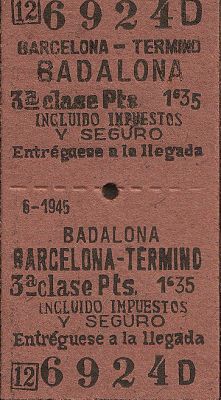 12 6924D
BARCELONA - TERMINO
BADALONA
3ª clase Pts 1'35
INCLUIDO IMPUESTOS
Y SEGURO
Entréguese a la llegada
6-1945
BADALONA
BARCELONA-TERMINO
3ª clase Pts. 1'35
INCLUIDO IMPUESTOS
Y SEGURO
Entréguese a la llegada
12 6924D